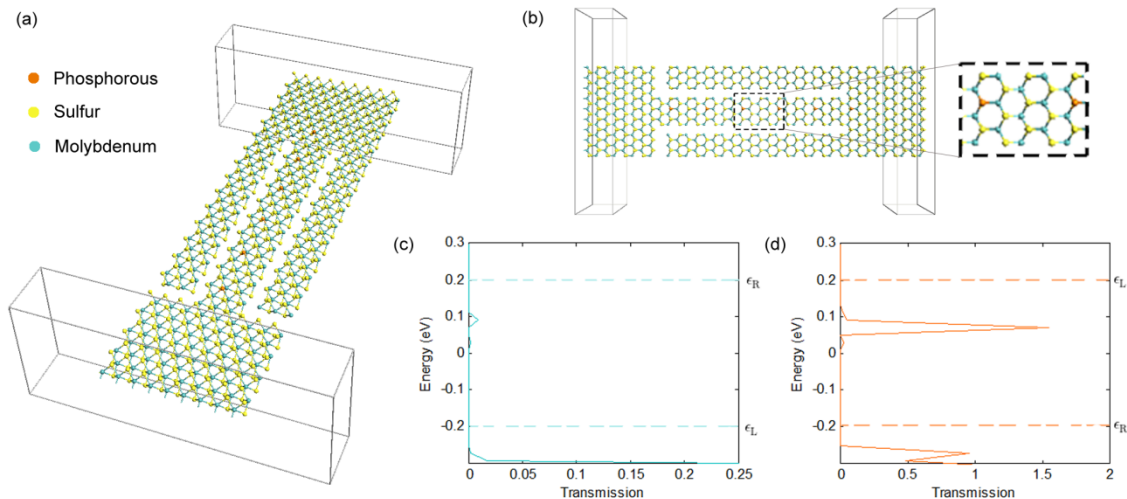 (a)
Phosphorous
Sulfur
Molybdenum
(b)
(c)
0.3
0.2
0.1
0
-0.1
-0.2
Energy (eV)
ϵR
ϵL
0 0.05 0.1 0.15 0.2 0.25
Transmission
(d)
0.3
0.2
0.1
0
-0.1
-0.2
Energy (eV)
ϵL
ϵR
0 0.5 1 1.5 2
Transmission